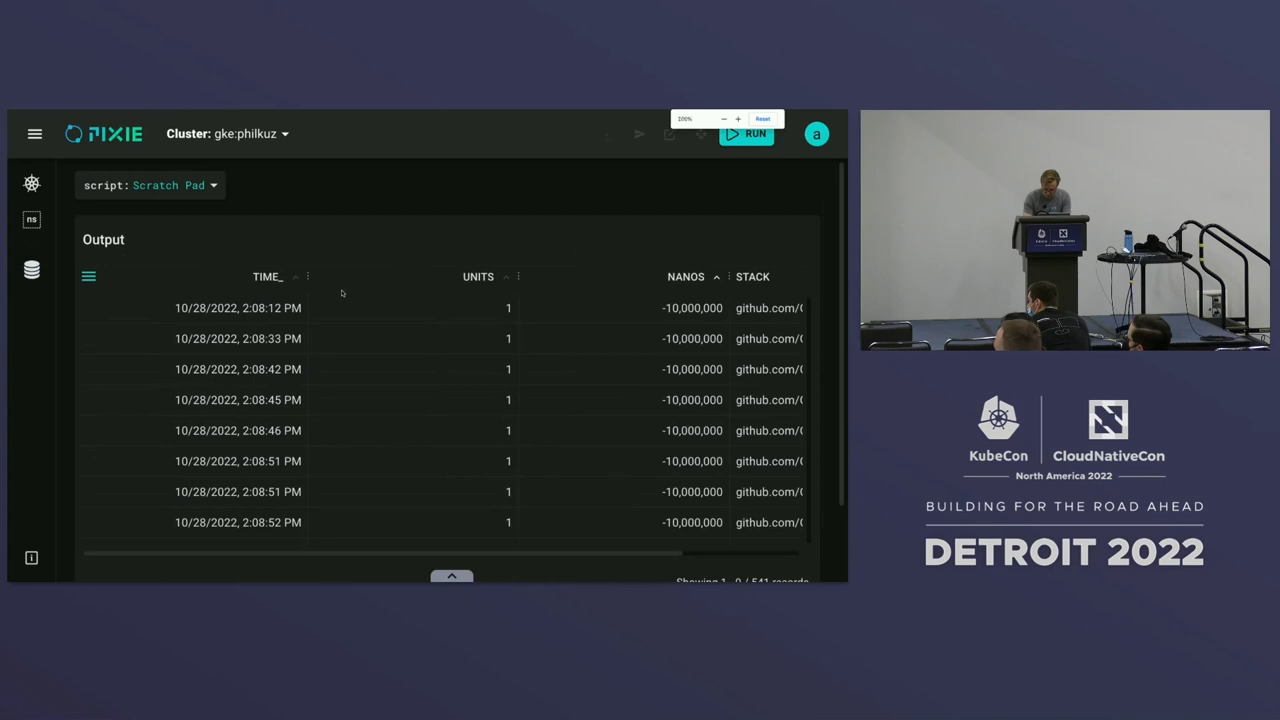 PIXIE
Cluster: gke:philkuz
200%
Reset
RUN
a
script: Scratch Pad
ns
Output
TIME_ UNITS NANOS STACK
10/28/2022, 2:08:12 PM 1 -10,000,000 github.com/
10/28/2022, 2:08:33 PM 1 -10,000,000 github.com/
10/28/2022, 2:08:42 PM 1 -10,000,000 github.com/
10/28/2022, 2:08:45 PM 1 -10,000,000 github.com/
10/28/2022, 2:08:46 PM 1 -10,000,000 github.com/
10/28/2022, 2:08:51 PM 1 -10,000,000 github.com/
10/28/2022, 2:08:51 PM 1 -10,000,000 github.com/
10/28/2022, 2:08:52 PM 1 -10,000,000 github.com/
Showing 1 / 541 records
KubeCon CloudNativeCon
North America 2022
BUILDING FOR THE ROAD AHEAD
DETROIT 2022